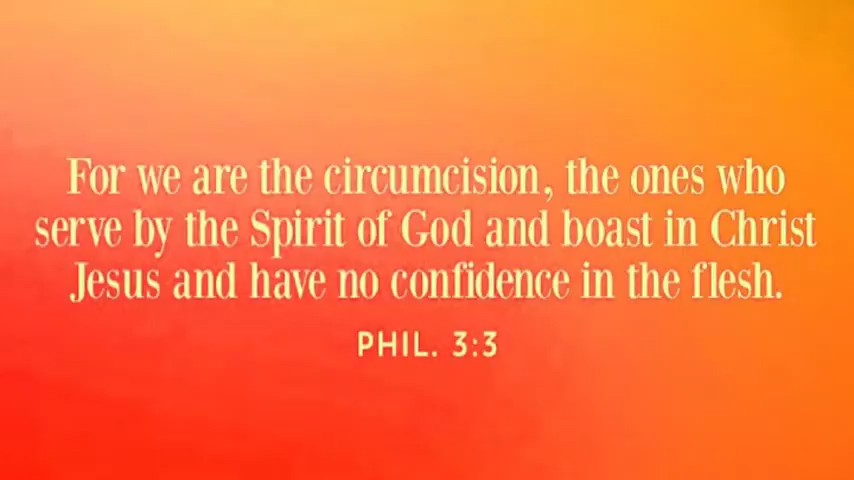 For we are the circumcision, the ones who
serve by the Spirit of God and boast in Christ
Jesus and have no confidence in the flesh.
PHIL. 3:3